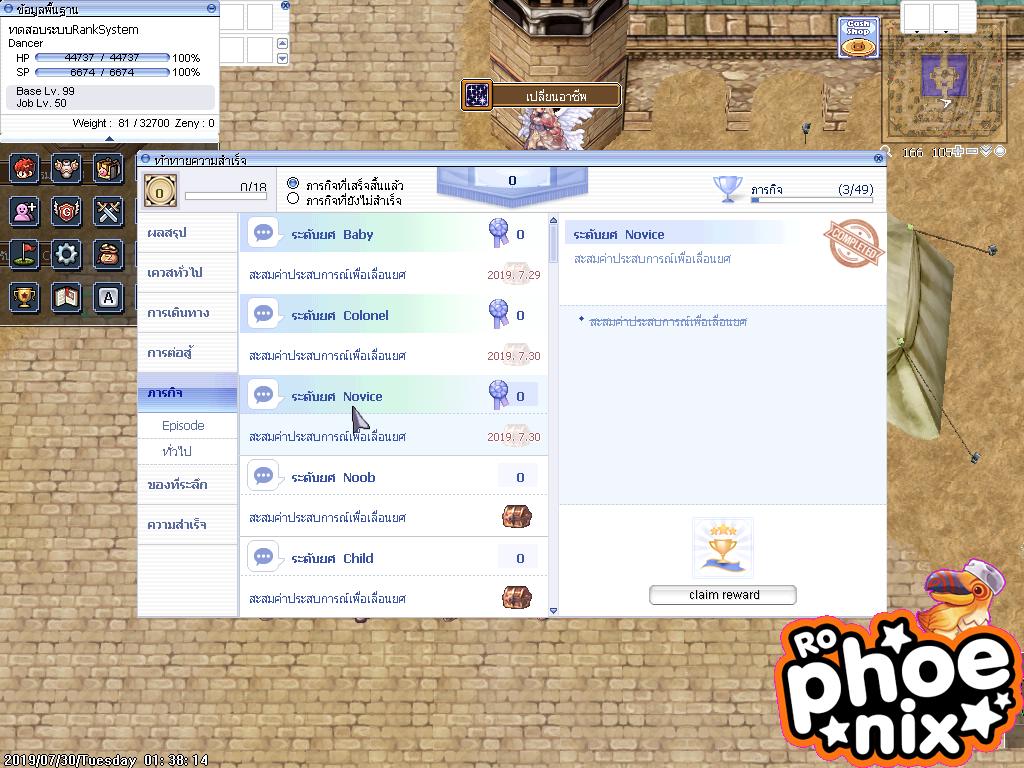 ข้อมูลพื้นฐาน
ทดสอบระบบRankSystem
Dancer
HP 44737 / 44737 100%
SP 6674 / 6674 100%
Base Lv. 99
Job Lv. 50
Weight : 81 / 32700 Zeny : 0
Cash Shop
เปลี่ยนอาชีพ
166 105
ท้าทายความสำเร็จ
0
0/18
ภารกิจที่เสร็จสิ้นแล้ว
ภารกิจที่ยังไม่สำเร็จ
0
ภารกิจ (3/49)
ผลสรุป
เควสทั่วไป
การเดินทาง
การต่อสู้
ภารกิจ
Episode
ทั่วไป
ของที่ระลึก
ความสำเร็จ
ระดับยศ Baby 0
สะสมค่าประสบการณ์เพื่อเลื่อนยศ 2019. 7.29
ระดับยศ Colonel 0
สะสมค่าประสบการณ์เพื่อเลื่อนยศ 2019. 7.30
ระดับยศ Novice 0
สะสมค่าประสบการณ์เพื่อเลื่อนยศ 2019. 7.30
ระดับยศ Noob 0
สะสมค่าประสบการณ์เพื่อเลื่อนยศ
ระดับยศ Child 0
สะสมค่าประสบการณ์เพื่อเลื่อนยศ
ระดับยศ Novice
COMPLETED
สะสมค่าประสบการณ์เพื่อเลื่อนยศ
สะสมค่าประสบการณ์เพื่อเลื่อนยศ
claim reward
A
Ro
phoe
nix
2019/07/30/Tuesday 01:38:14